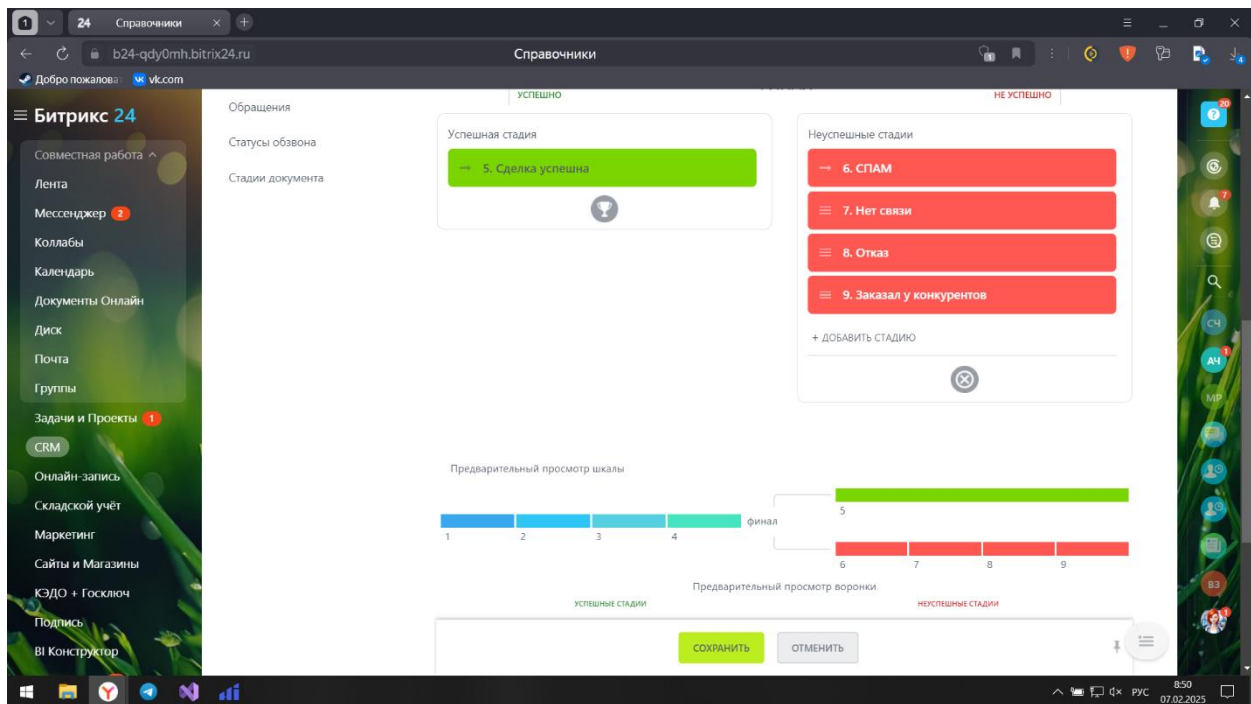 1
24 Справочники
b24-qdy0mh.bitrix24.ru
Справочники
1
4
Добро пожалова
vk.com
Битрикс 24
Совместная работа
Лента
Мессенджер 2
Коллабы
Календарь
Документы Онлайн
Диск
Почта
Группы
Задачи и Проекты 1
CRM
Онлайн-запись
Складской учёт
Маркетинг
Сайты и Магазины
КЭДО + Госключ
Подпись
BI Конструктор
Обращения
Статусы обзвона
Стадии документа
УСПЕШНО
НЕ УСПЕШНО
Успешная стадия
5. Сделка успешна
Неуспешные стадии
6. СПАМ
7. Нет связи
8. Отказ
9. Заказал у конкурентов
+ ДОБАВИТЬ СТАДИЮ
Предварительный просмотр шкалы
1 2 3 4
финал
5
6 7 8 9
Предварительный просмотр воронки
УСПЕШНЫЕ СТАДИИ
НЕУСПЕШНЫЕ СТАДИИ
СОХРАНИТЬ
ОТМЕНИТЬ
20
7
СЧ
АЧ
1
МР
ВЗ
РУС
8:50
07.02.2025